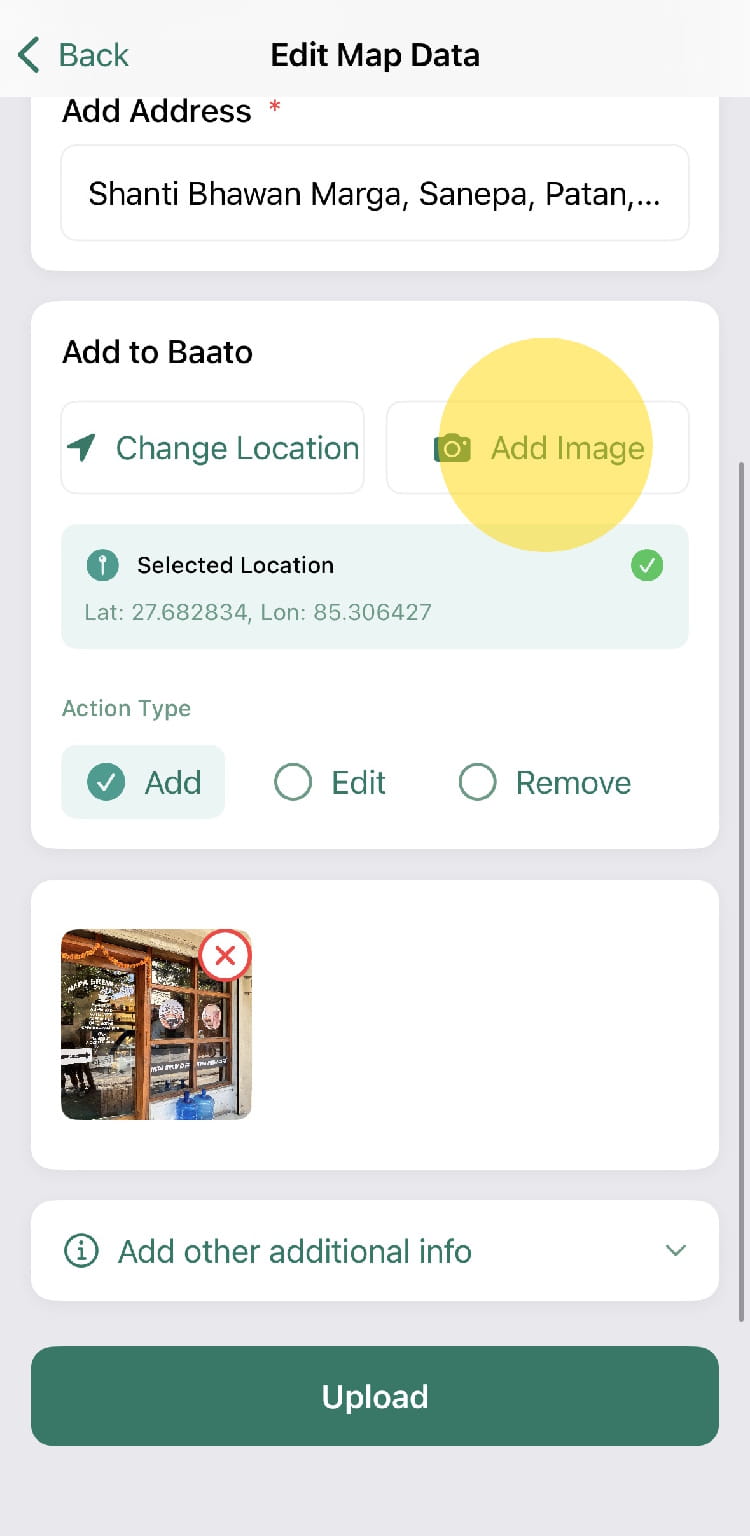 Back
Edit Map Data
Add Address *
Shanti Bhawan Marga, Sanepa, Patan,...
Add to Baato
Change Location
Add Image
Selected Location
Lat: 27.682834, Lon: 85.306427
Action Type
Add
Edit
Remove
Add other additional info
Upload